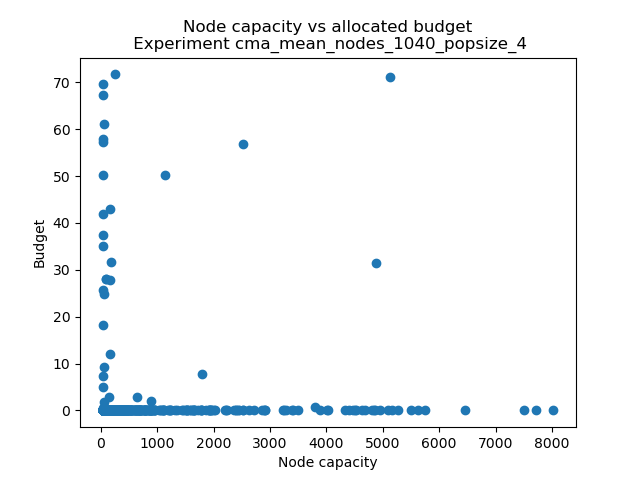 Node capacity vs allocated budget
Experiment cma_mean_nodes_1040_popsize_4
70
60
50
40
30
20
10
0
Budget
0 1000 2000 3000 4000 5000 6000 7000 8000
Node capacity